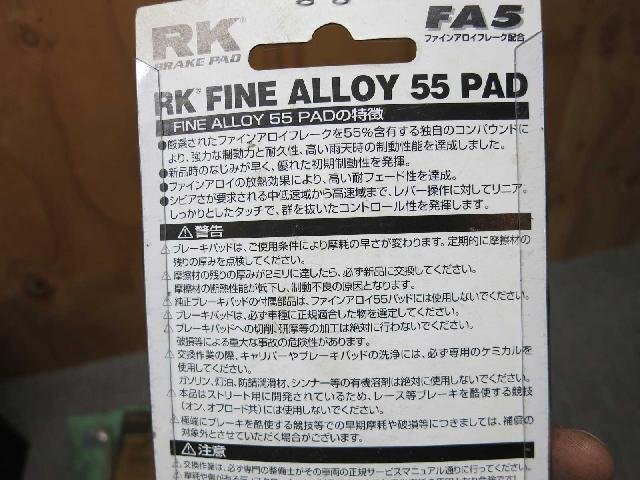 RK
BRAKE PAD
FA5
ファインアロイフレーク配合
RK FINE ALLOY 55 PAD
FINE ALLOY 55 PADの特徴
●厳選されたファインアロイフレークを55%含有する独自のコンパウンドに
より、強力な制動力と耐久性、高い雨天時の制動性能を達成しました。
●新品時のなじみが早く、優れた初期制動性を発揮。
●ファインアロイの放熱効果により、高い耐フェード性を達成。
●シビアさが要求される中低速域から高速域まで、レバー操作に対してリニア。
しっかりとしたタッチで、群を抜いたコントロール性を発揮します。
⚠警告
⚠ブレーキパッドは、ご使用条件により摩耗の早さが変わります。定期的に摩擦材の
残りの厚みを点検してください。
⚠摩擦材の残りの厚みが2ミリに達したら、必ず新品に交換してください。
摩擦材の断熱性能が低下し、制動不良の原因となります。
⚠純正ブレーキパッドの付属部品は、ファインアロイ55パッドには使用しないでください。
⚠ブレーキパッドは、必ず車種に正規適合した物を選定してください。
⚠ブレーキパッドへの切削、研摩等の加工は絶対に行わないでください。
破損等による重大な事故の危険性があります。
⚠交換作業の際、キャリパーやブレーキパッドの洗浄には、必ず専用のケミカルを
使用してください。
ガソリン、灯油、防錆潤滑材、シンナー等の有機溶剤は絶対に使用しないでください。
⚠本品はストリート用に開発されているため、レース等ブレーキを酷使する競技
(オン、オフロード共)には使用しないでください。
⚠極端にブレーキを酷使する競技等での早期摩耗や破損等につきましては、補償の
対象外とさせていただく場合がございます。
⚠注意
⚠交換作業は、必ず専門の整備士がその車両の正規サービスマニュアル通りに行ってください。